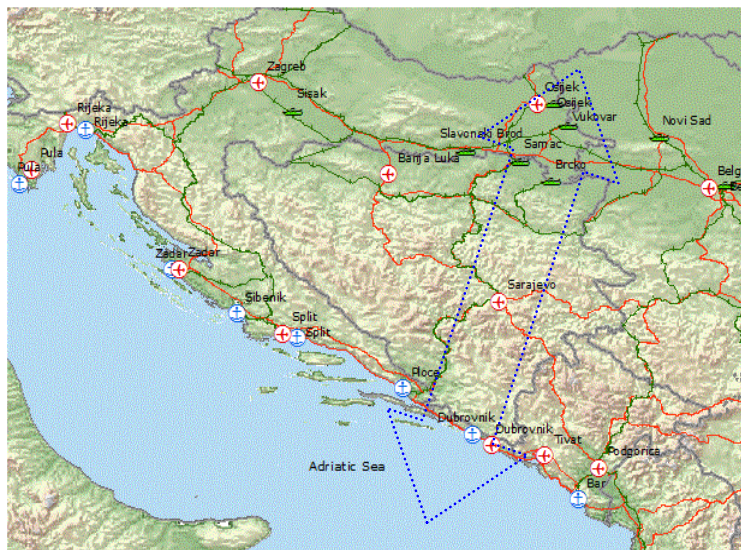 Zagreb
Osijek
Osijek
Sisak
Rijeka
Rijeka
Vukovar
Novi Sad
Slavonski Brod
Samac
Pula
Pula
Banja Luka
Brcko
Belg
Be
Zadar
Zadar
Sarajevo
Sibenik
Split
Split
Ploce
Dubrovnik
Dubrovnik
Tivat
Podgorica
Adriatic Sea
Bar